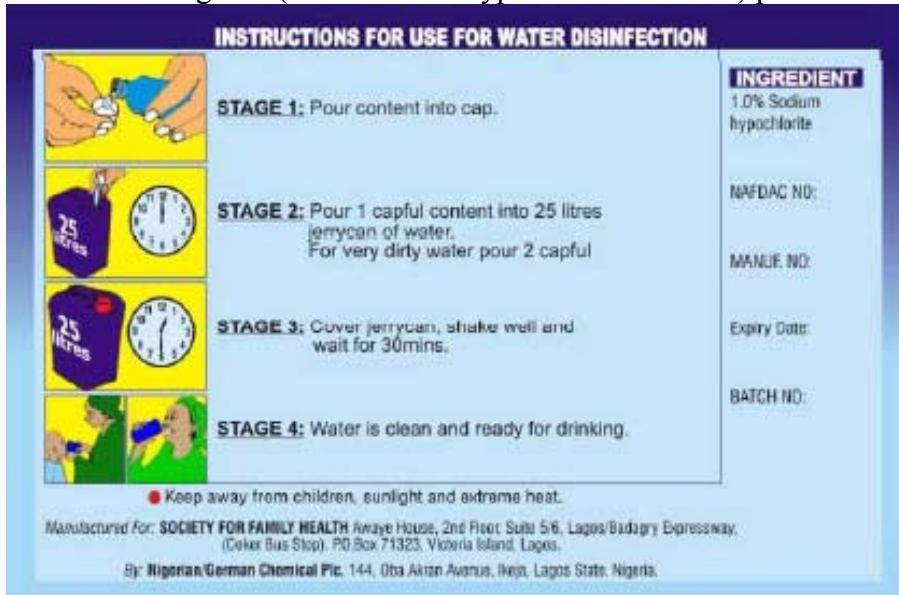 INSTRUCTIONS FOR USE FOR WATER DISINFECTION
STAGE 1: Pour content into cap.
25 litres
STAGE 2: Pour 1 capful content into 25 litres
jerrycan of water.
For very dirty water pour 2 capful
25 litres
STAGE 3: Cover jerrycan, shake well and
wait for 30mins.
STAGE 4: Water is clean and ready for drinking.
INGREDIENT
1.0% Sodium
hypochlorite
NAFDAC NO:
MANUF. NO:
Expiry Date:
BATCH NO:
Keep away from children, sunlight and extreme heat.
Manufactured For: SOCIETY FOR FAMILY HEALTH Awaye House, 2nd Floor, Suite 5/6, Lagos/Badagry Expressway,
(Coker Bus Stop). P.O.Box 71323, Victoria Island, Lagos.
By: Nigerian/German Chemical Plc. 144, Oba Akran Avenue, Ikeja, Lagos State, Nigeria.